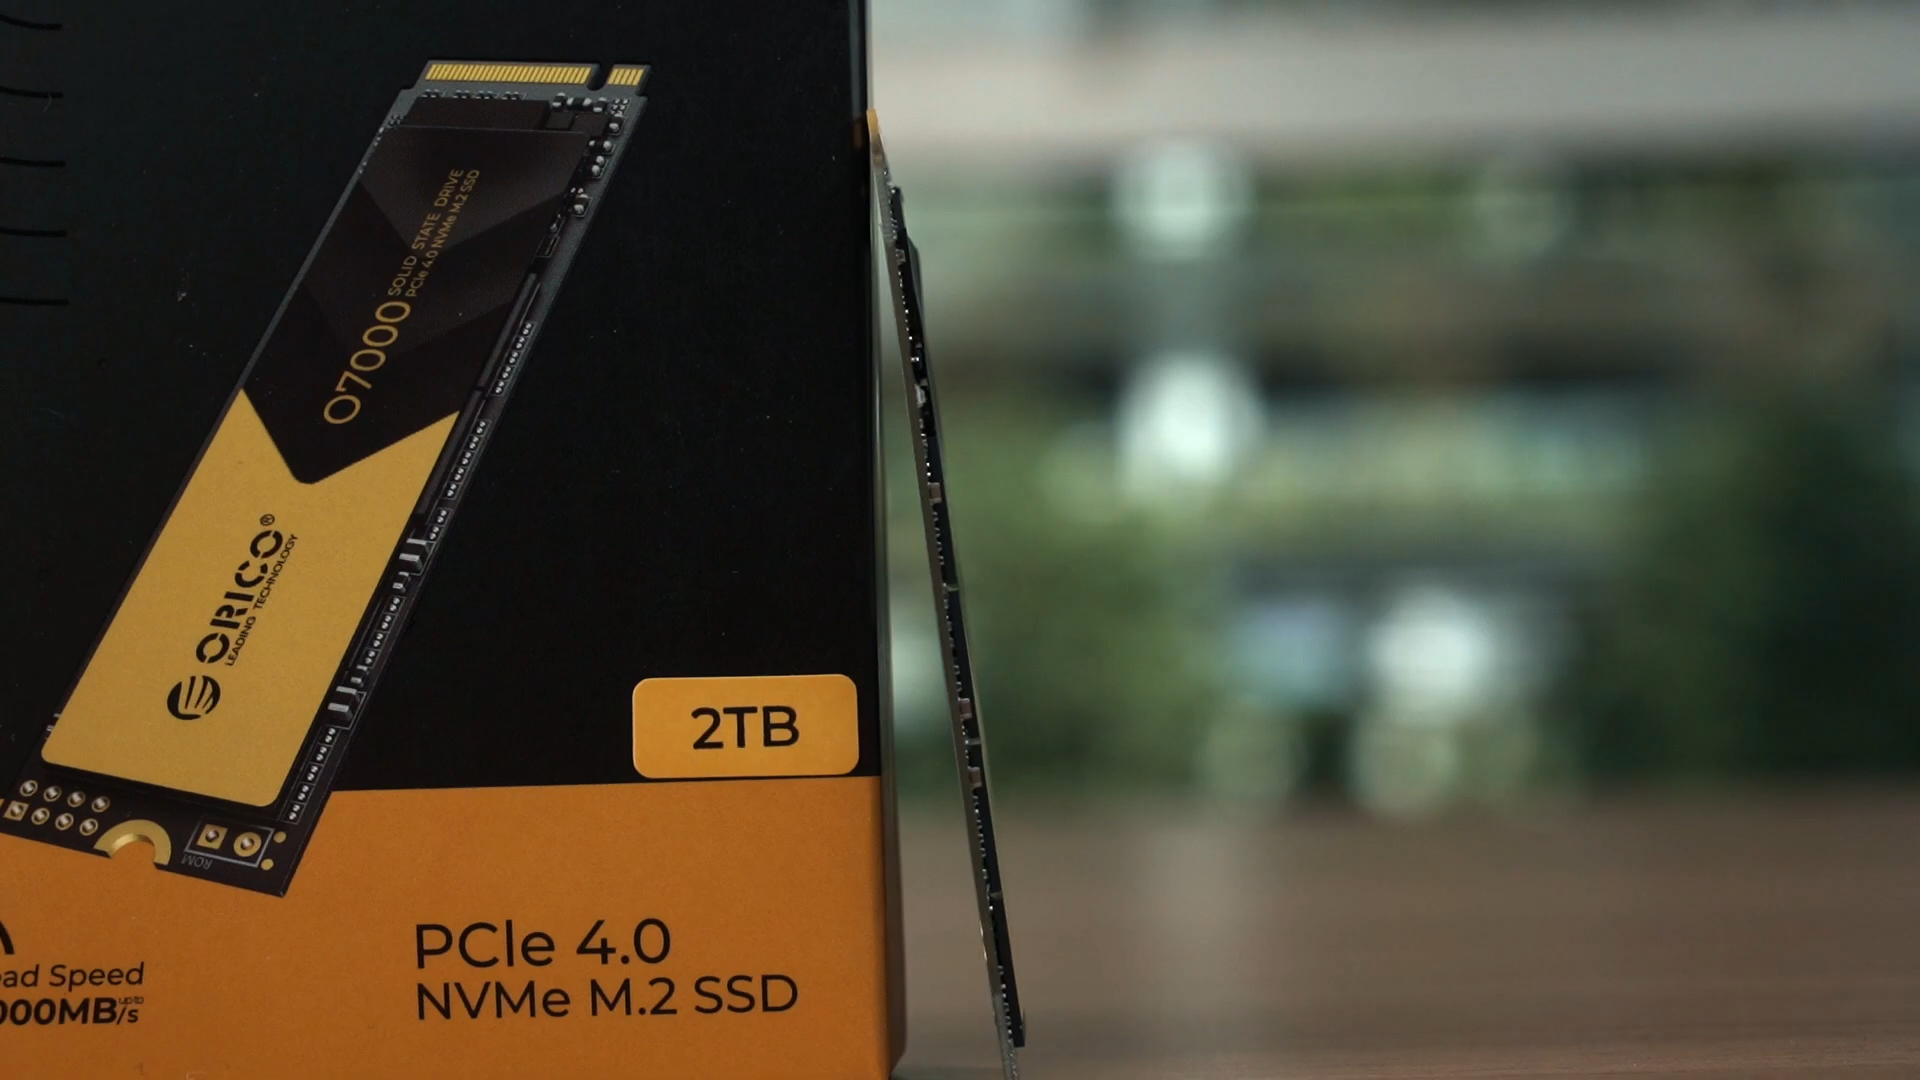 O7000 SOLID STATE DRIVE
PCIe 4.0 NVMe M.2 SSD
ORICO®
LEADING TECHNOLOGY
ROM
2TB
PCIe 4.0
NVMe M.2 SSD
ead Speed
000MB/s up to